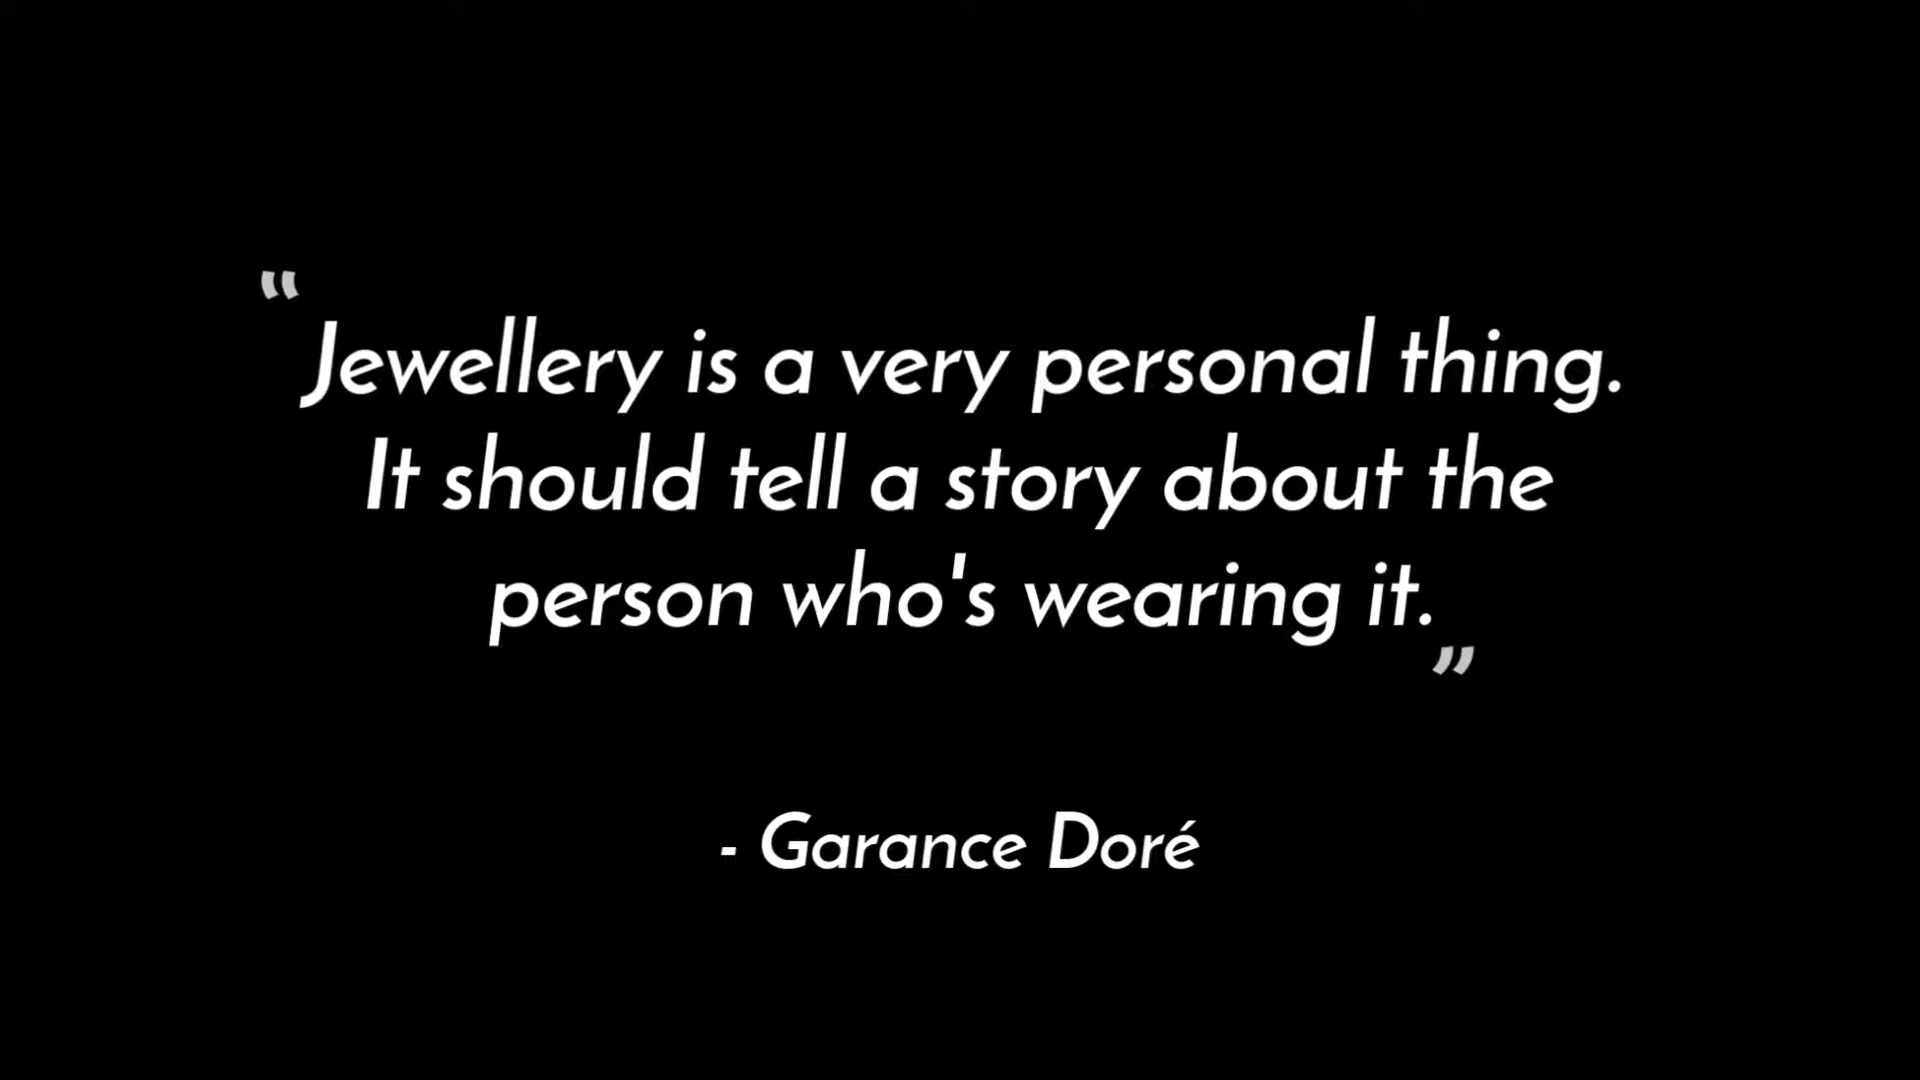 “Jewellery is a very personal thing.
It should tell a story about the
person who's wearing it.”
- Garance Doré